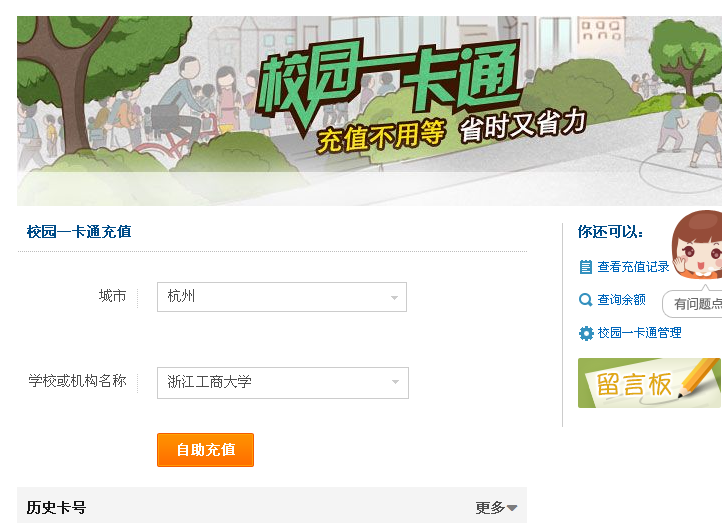 校园一卡通
充值不用等 省时又省力
校园一卡通充值
城市
杭州
学校或机构名称
浙江工商大学
自助充值
历史卡号
更多
你还可以:
查看充值记录
查询余额
有问题点
校园一卡通管理
留言板